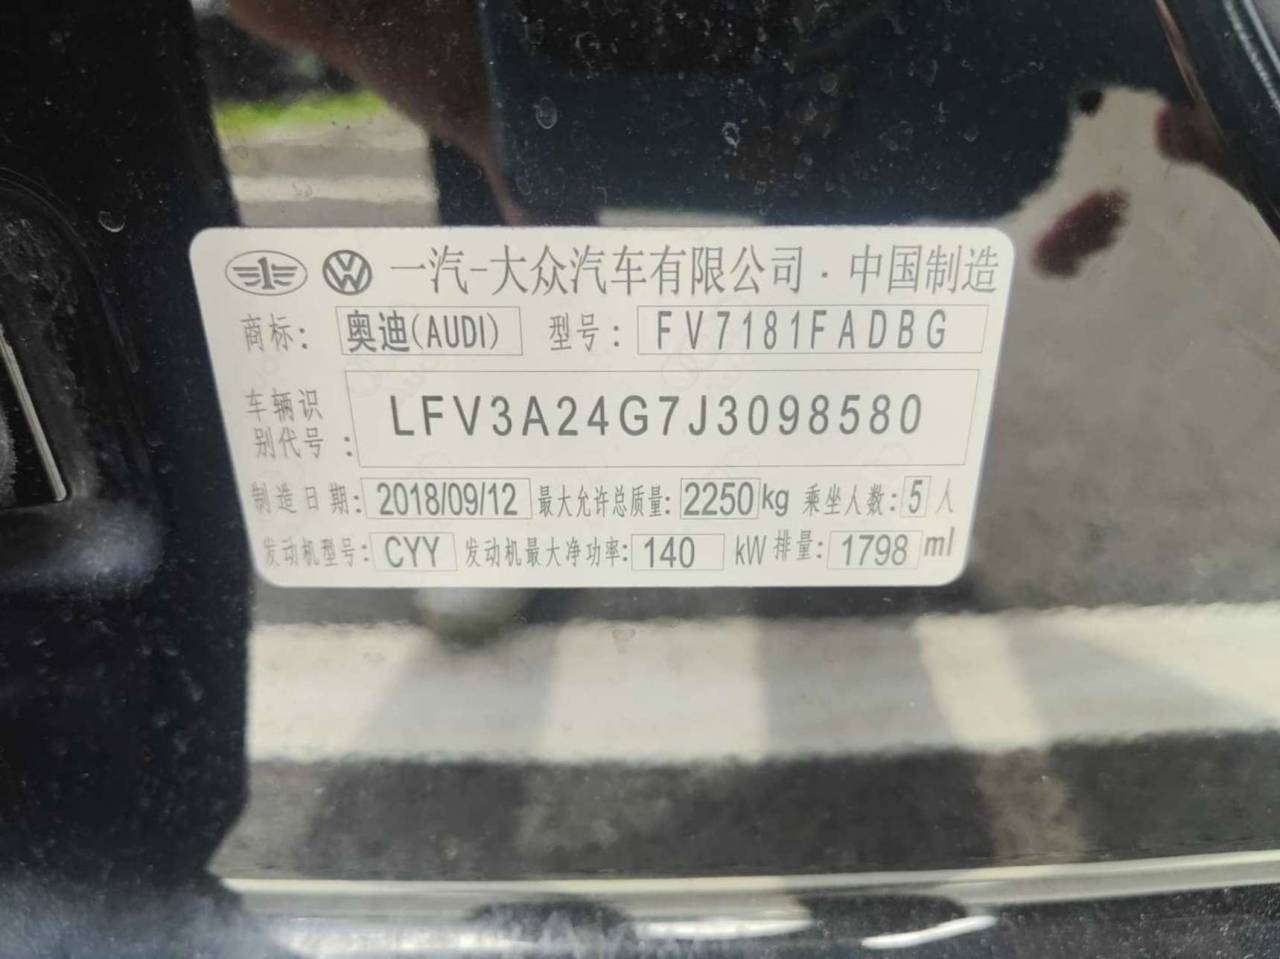 一汽-大众汽车有限公司·中国制造
商标: 奥迪(AUDI) 型号: FV7181FADBG
车辆识
别代号: LFV3A24G7J3098580
制造日期: 2018/09/12 最大允许总质量: 2250kg 乘坐人数: 5人
发动机型号: CYY 发动机最大净功率: 140 kW 排量: 1798 ml